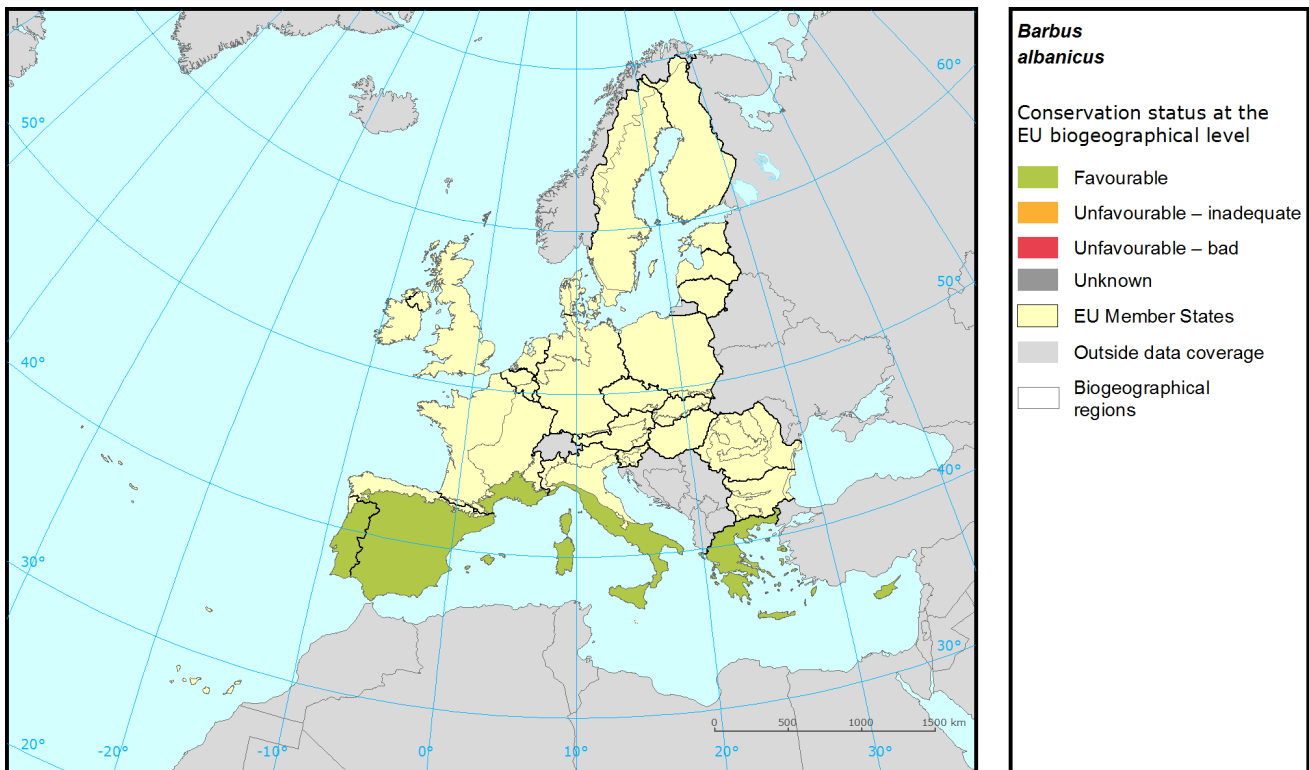 Barbus
albanicus
Conservation status at the
EU biogeographical level
Favourable
Unfavourable – inadequate
Unfavourable – bad
Unknown
EU Member States
Outside data coverage
Biogeographical
regions
60°
50°
50°
40°
40°
30°
30°
20°
-20°
-10°
0°
10°
20°
30°
0
500
1000
1500 km